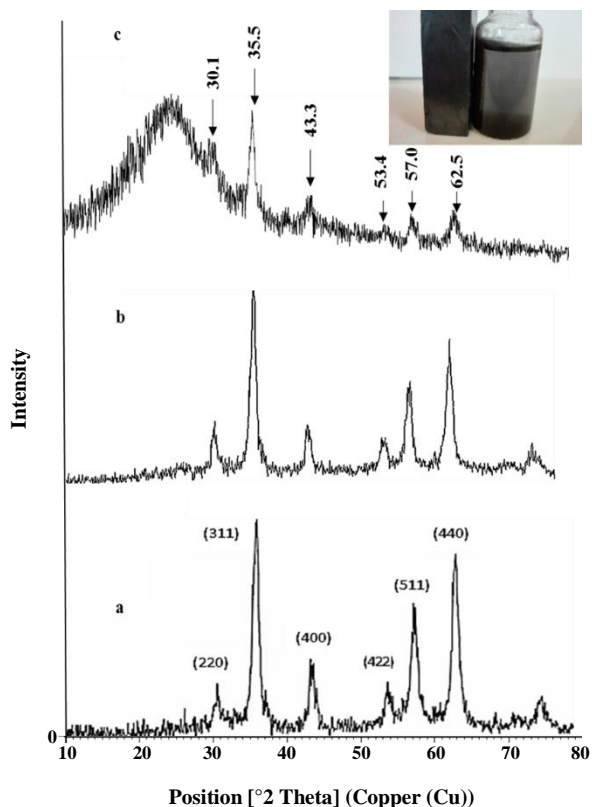 c
30.1
35.5
43.3
53.4
57.0
62.5
b
Intensity
a
(220)
(311)
(400)
(422)
(511)
(440)
0
10 20 30 40 50 60 70 80
Position [°2 Theta] (Copper (Cu))